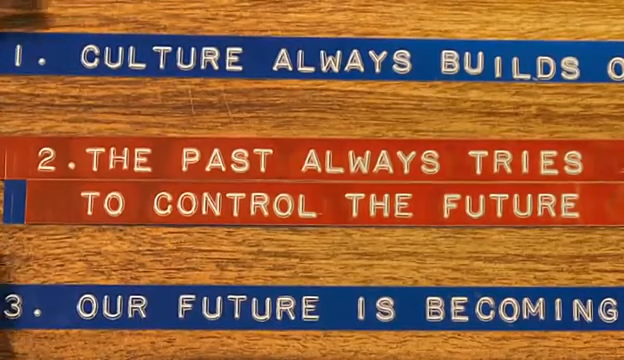 1. CULTURE ALWAYS BUILDS
2. THE PAST ALWAYS TRIES
TO CONTROL THE FUTURE
3. OUR FUTURE IS BECOMING